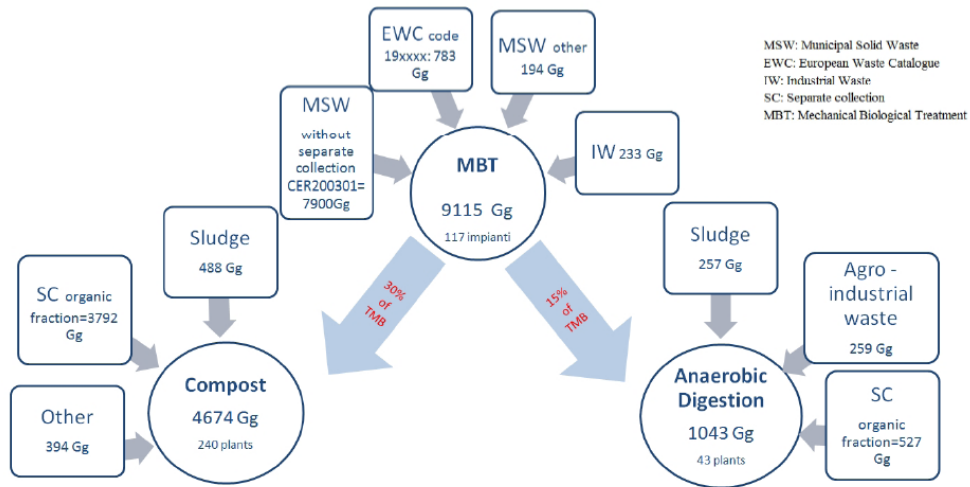 EWC code
19xxxx: 783
Gg
MSW other
194 Gg
MSW: Municipal Solid Waste
EWC: European Waste Catalogue
IW: Industrial Waste
SC: Separate collection
MBT: Mechanical Biological Treatment
MSW
without
separate
collection
CER200301=
7900Gg
MBT
9115 Gg
117 impianti
IW 233 Gg
Sludge
488 Gg
SC organic
fraction=3792
Gg
Other
394 Gg
30%
of
TMB
15%
of
TMB
Compost
4674 Gg
240 plants
Sludge
257 Gg
Agro -
industrial
waste
259 Gg
Anaerobic
Digestion
1043 Gg
43 plants
SC
organic
fraction=527
Gg